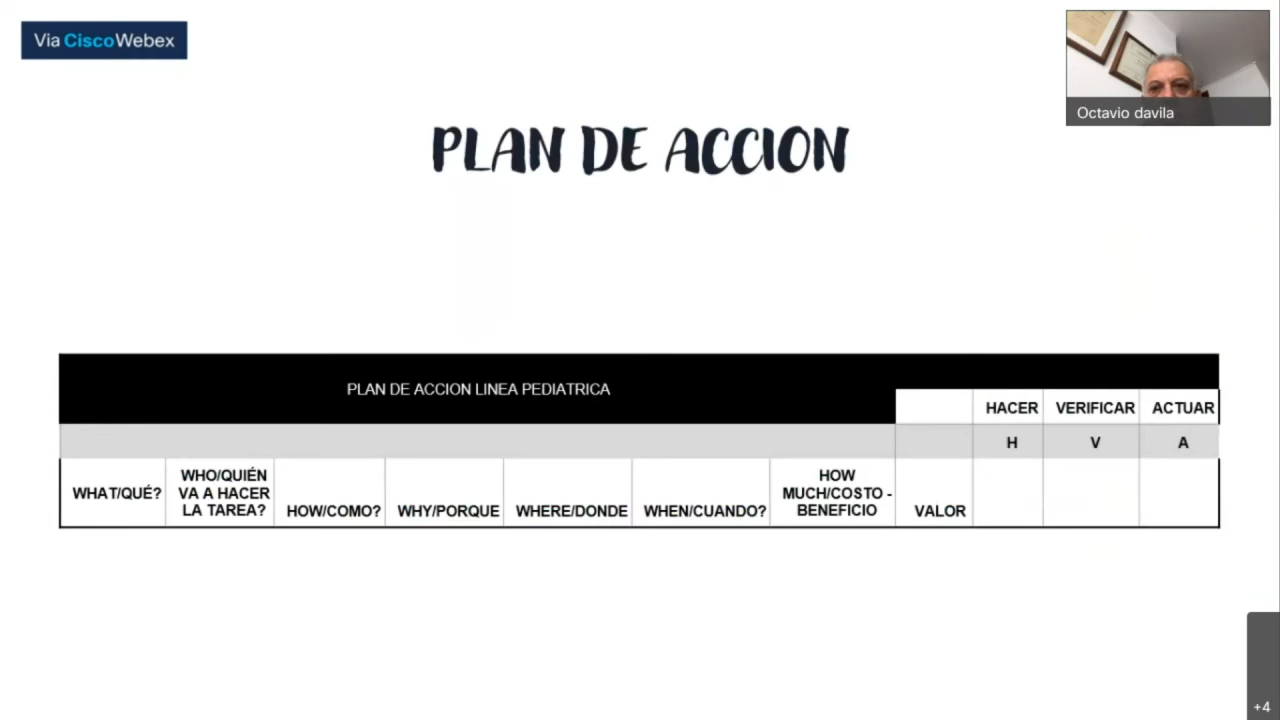 Via CiscoWebex
Octavio davila
PLAN DE ACCION
PLAN DE ACCION LINEA PEDIATRICA
HACER
VERIFICAR
ACTUAR
H
V
A
WHAT/QUÉ?
WHO/QUIÉN
VA A HACER
LA TAREA?
HOW/COMO?
WHY/PORQUE
WHERE/DONDE
WHEN/CUANDO?
HOW
MUCH/COSTO -
BENEFICIO
VALOR
+4